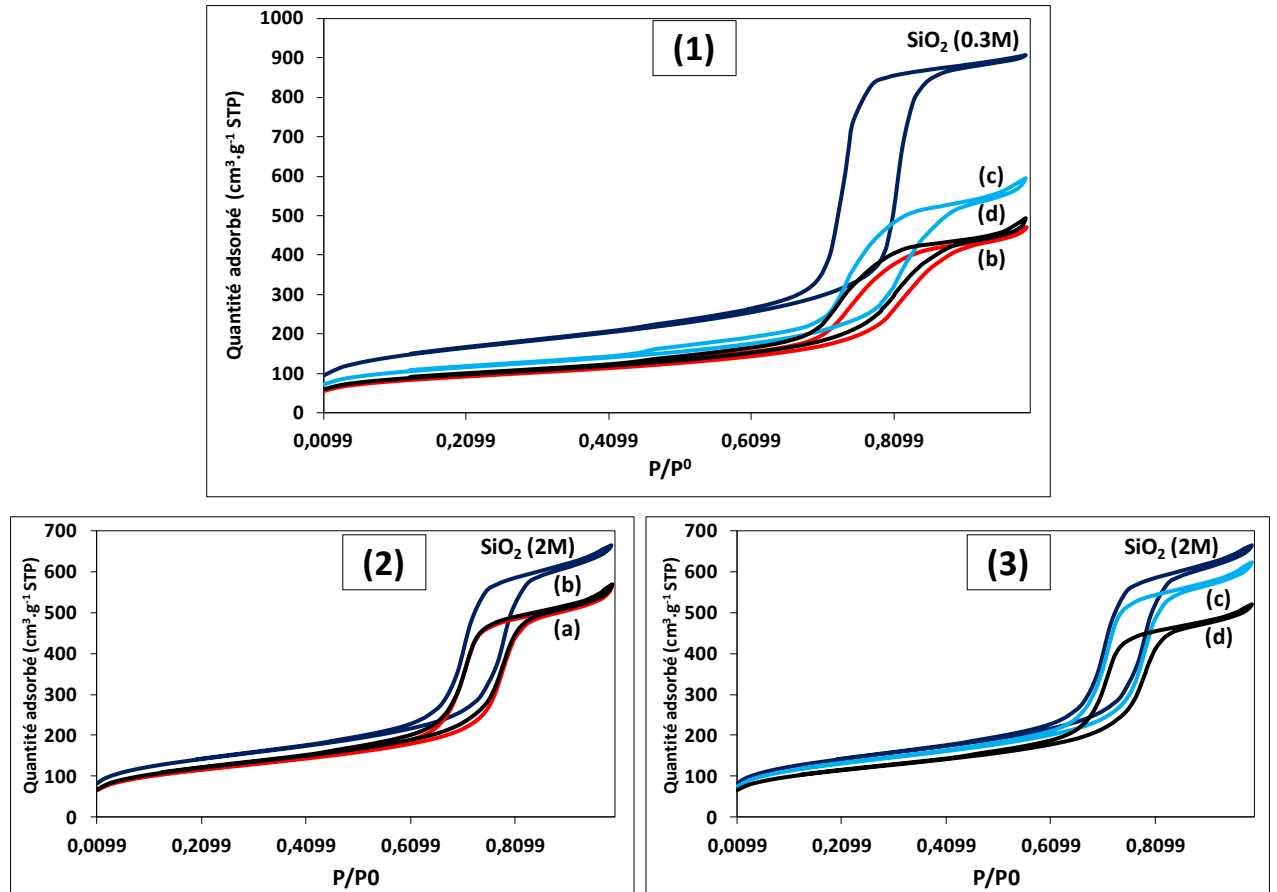 (1)
SiO₂ (0.3M)
Quantité adsorbé (cm³.g⁻¹ STP)
1000
900
800
700
600
500
400
300
200
100
0
(c)
(d)
(b)
0,0099 0,2099 0,4099 0,6099 0,8099
P/P⁰
(2)
SiO₂ (2M)
Quantité adsorbé (cm³.g⁻¹ STP)
700
600
500
400
300
200
100
0
(b)
(a)
0,0099 0,2099 0,4099 0,6099 0,8099
P/P0
(3)
SiO₂ (2M)
Quantité adsorbé (cm³.g⁻¹ STP)
700
600
500
400
300
200
100
0
(c)
(d)
0,0099 0,2099 0,4099 0,6099 0,8099
P/P0